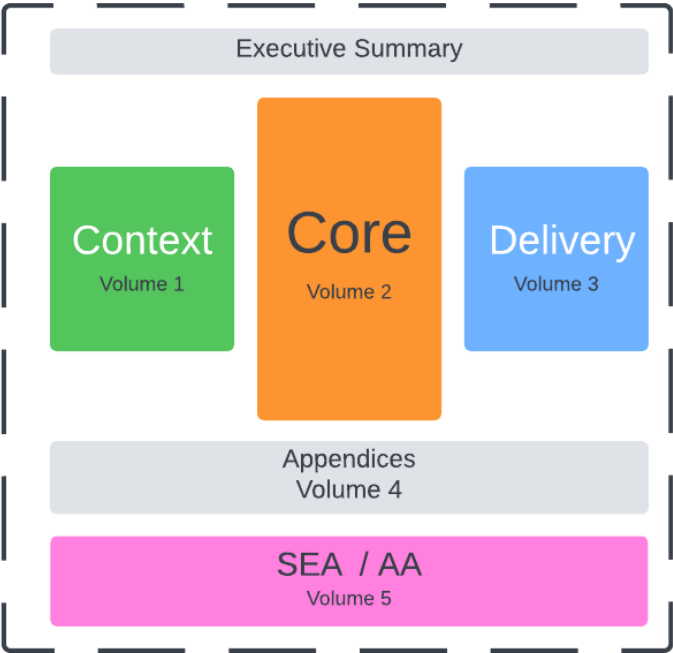 Executive Summary
Context
Volume 1
Core
Volume 2
Delivery
Volume 3
Appendices
Volume 4
SEA / AA
Volume 5